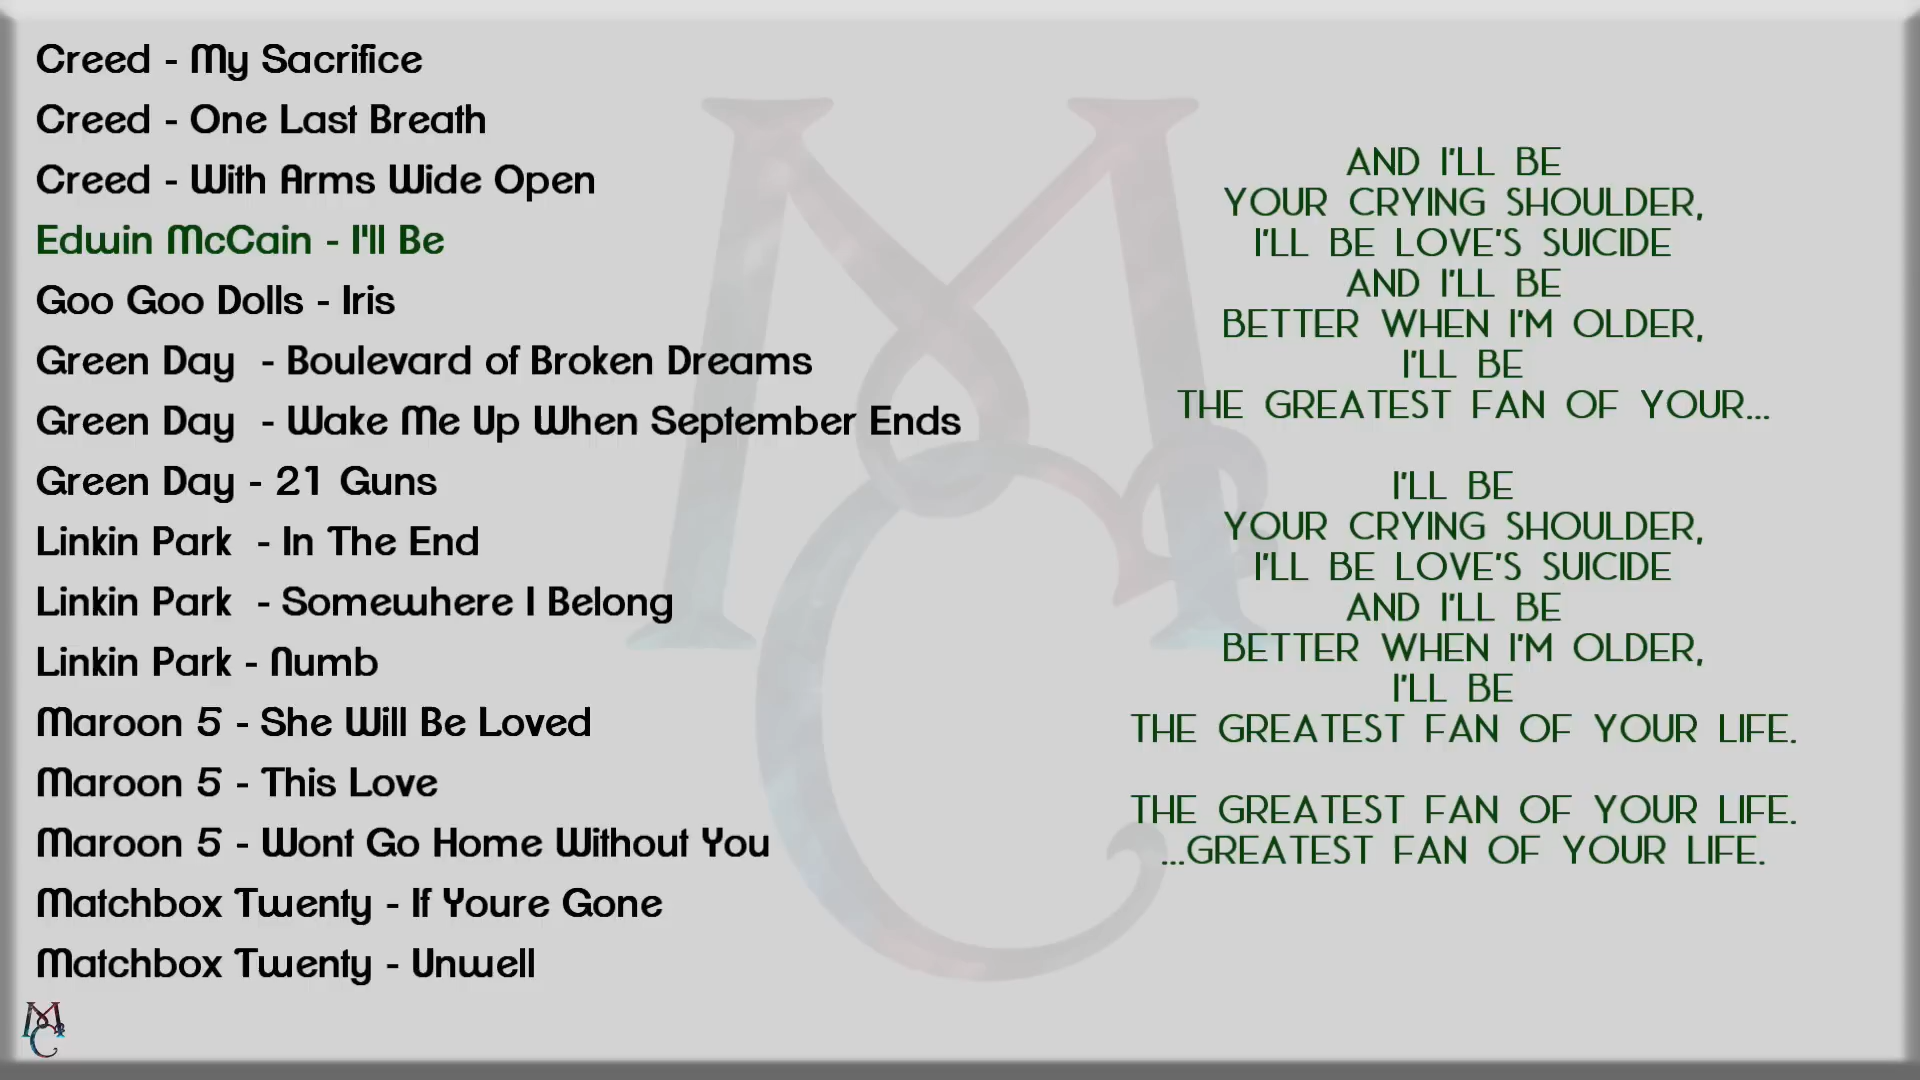 Creed - My Sacrifice
Creed - One Last Breath
Creed - With Arms Wide Open
Edwin McCain - I'll Be
Goo Goo Dolls - Iris
Green Day  - Boulevard of Broken Dreams
Green Day  - Wake Me Up When September Ends
Green Day - 21 Guns
Linkin Park  - In The End
Linkin Park  - Somewhere I Belong
Linkin Park - Numb
Maroon 5 - She Will Be Loved
Maroon 5 - This Love
Maroon 5 - Wont Go Home Without You
Matchbox Twenty - If Youre Gone
Matchbox Twenty - Unwell
AND I'LL BE
YOUR CRYING SHOULDER,
I'LL BE LOVE'S SUICIDE
AND I'LL BE
BETTER WHEN I'M OLDER,
I'LL BE
THE GREATEST FAN OF YOUR...
I'LL BE
YOUR CRYING SHOULDER,
I'LL BE LOVE'S SUICIDE
AND I'LL BE
BETTER WHEN I'M OLDER,
I'LL BE
THE GREATEST FAN OF YOUR LIFE.
THE GREATEST FAN OF YOUR LIFE.
...GREATEST FAN OF YOUR LIFE.